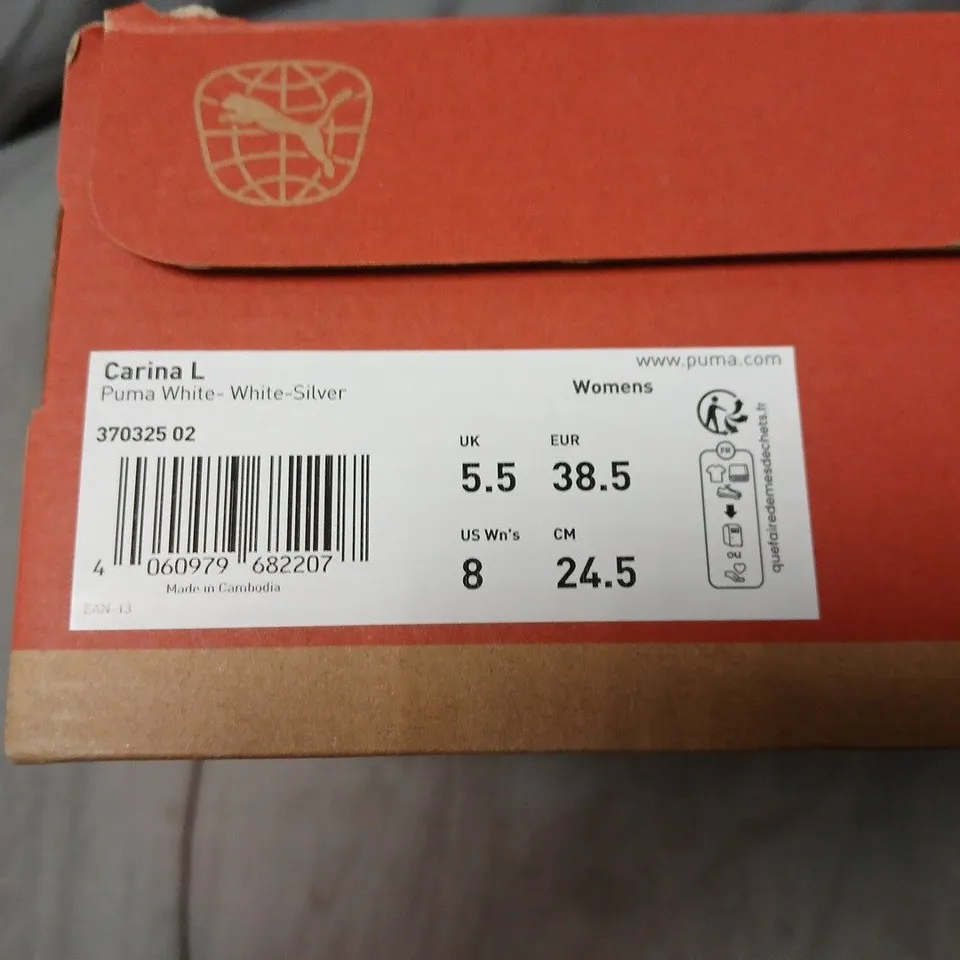 Carina L
Puma White- White-Silver
370325 02
4 060979 682207
Made in Cambodia
EAN-13
www.puma.com
Womens
UK EUR
5.5 38.5
US Wn's CM
8 24.5
FR
quefairedemesdechets.fr